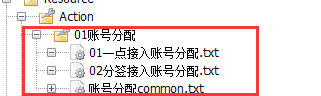 Resource
Action
01账号分配
01一点接入账号分配.txt
02分签接入账号分配.txt
账号分配common.txt